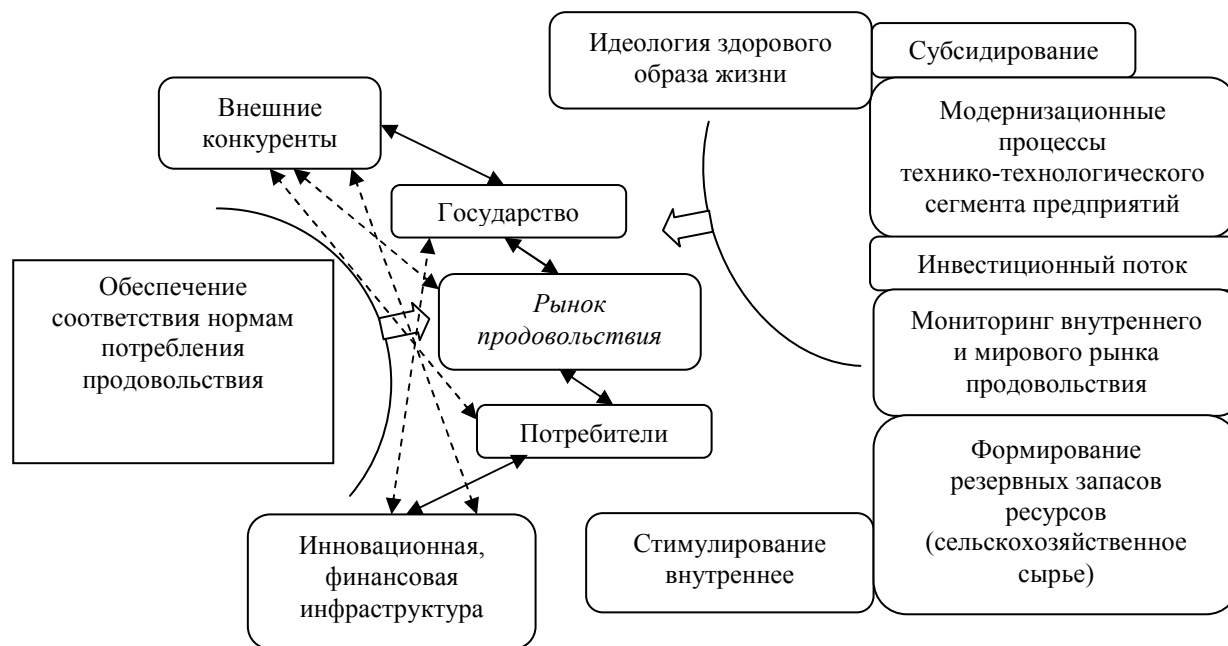 Идеология здорового
образа жизни
Субсидирование
Внешние
конкуренты
Модернизационные
процессы
технико-технологического
сегмента предприятий
Государство
Инвестиционный поток
Обеспечение
соответствия нормам
потребления
продовольствия
Рынок
продовольствия
Мониторинг внутреннего
и мирового рынка
продовольствия
Потребители
Формирование
резервных запасов
ресурсов
(сельскохозяйственное
сырье)
Инновационная,
финансовая
инфраструктура
Стимулирование
внутреннее